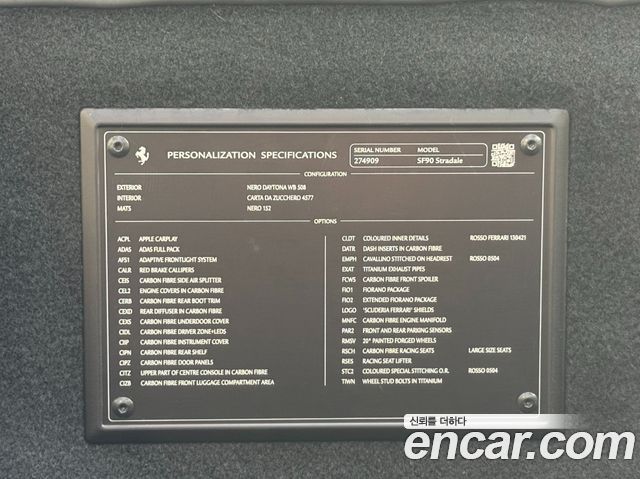 PERSONALIZATION SPECIFICATIONS
SERIAL NUMBER MODEL
274909 SF90 Stradale
CONFIGURATION
EXTERIOR NERO DAYTONA WB 508
INTERIOR CARTA DA ZUCCHERO 4577
MATS NERO 152
OPTIONS
ACPL APPLE CARPLAY
ADAS ADAS FULL PACK
AFS1 ADAPTIVE FRONTLIGHT SYSTEM
CALR RED BRAKE CALLIPERS
CEIS CARBON FIBRE SIDE AIR SPLITTER
CEL2 ENGINE COVERS IN CARBON FIBRE
CERB CARBON FIBRE REAR BOOT TRIM
CEXD REAR DIFFUSER IN CARBON FIBRE
CIXS CARBON FIBRE UNDERDOOR COVER
CIDL CARBON FIBRE DRIVER ZONE+LEDS
CIIP CARBON FIBRE INSTRUMENT COVER
CIPH CARBON FIBRE REAR SHELF
CIPZ CARBON FIBRE DOOR PANELS
CITZ UPPER PART OF CENTRE CONSOLE IN CARBON FIBRE
CIZB CARBON FIBRE FRONT LUGGAGE COMPARTMENT AREA
CLDT COLOURED INNER DETAILS ROSSO FERRARI 130421
DATR DASH INSERTS IN CARBON FIBRE
EMPH CAVALLINO STITCHED ON HEADREST ROSSO 0504
EXAT TITANIUM EXHAUST PIPES
FCWS CARBON FIBRE FRONT SPOILER
FIO1 FIORANO PACKAGE
FIO2 EXTENDED FIORANO PACKAGE
LOGO "SCUDERIA FERRARI" SHIELDS
MNFC CARBON FIBRE ENGINE MANIFOLD
PAR2 FRONT AND REAR PARKING SENSORS
RMSV 20" PAINTED FORGED WHEELS
RSCH CARBON FIBRE RACING SEATS LARGE SIZE SEATS
RSES RACING SEAT LIFTER
STC2 COLOURED SPECIAL STITCHING O.R. ROSSO 0504
TIWN WHEEL STUD BOLTS IN TITANIUM
신뢰를 더하다
encar.com